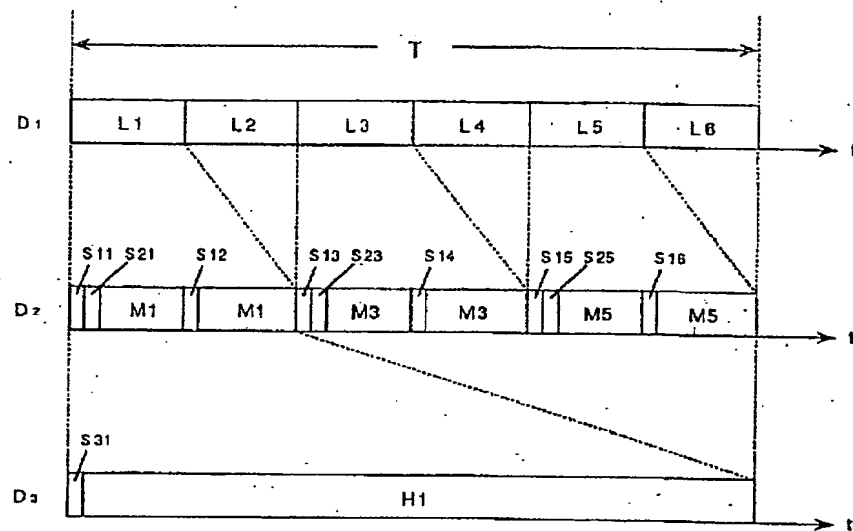 T
D1 L1 L2 L3 L4 L5 L6 t
S11 S21 S12 S13 S23 S14 S15 S25 S16
D2 M1 M1 M3 M3 M5 M5 t
S31
D3 H1 t